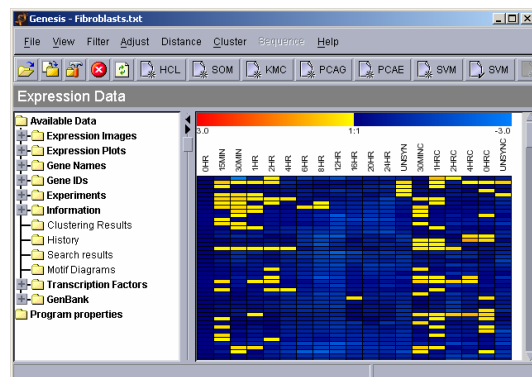 Genesis - Fibroblasts.txt
File View Filter Adjust Distance Cluster Sequence Help
HCL SOM KMC PCAG PCAE SVM SVM
Expression Data
Available Data
Expression Images
Expression Plots
Gene Names
Gene IDs
Experiments
Information
Clustering Results
History
Search results
Motif Diagrams
Transcription Factors
GenBank
Program properties
3.0 1:1 -3.0
0HR 15MIN 30MIN 1HR 2HR 4HR 6HR 8HR 12HR 16HR 20HR 24HR UNSYN 30MINC 1HRC 2HRC 4HRC 0HRC UNSYNC